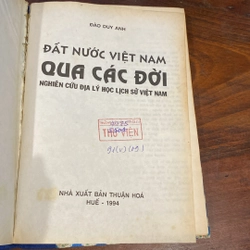 ĐÀO DUY ANH
ĐẤT NƯỚC VIỆT NAM
QUA CÁC ĐỜI
NGHIÊN CỨU ĐỊA LÝ HỌC LỊCH SỬ VIỆT NAM
THƯ VIỆN
NHÀ XUẤT BẢN THUẬN HOÁ
HUẾ - 1994